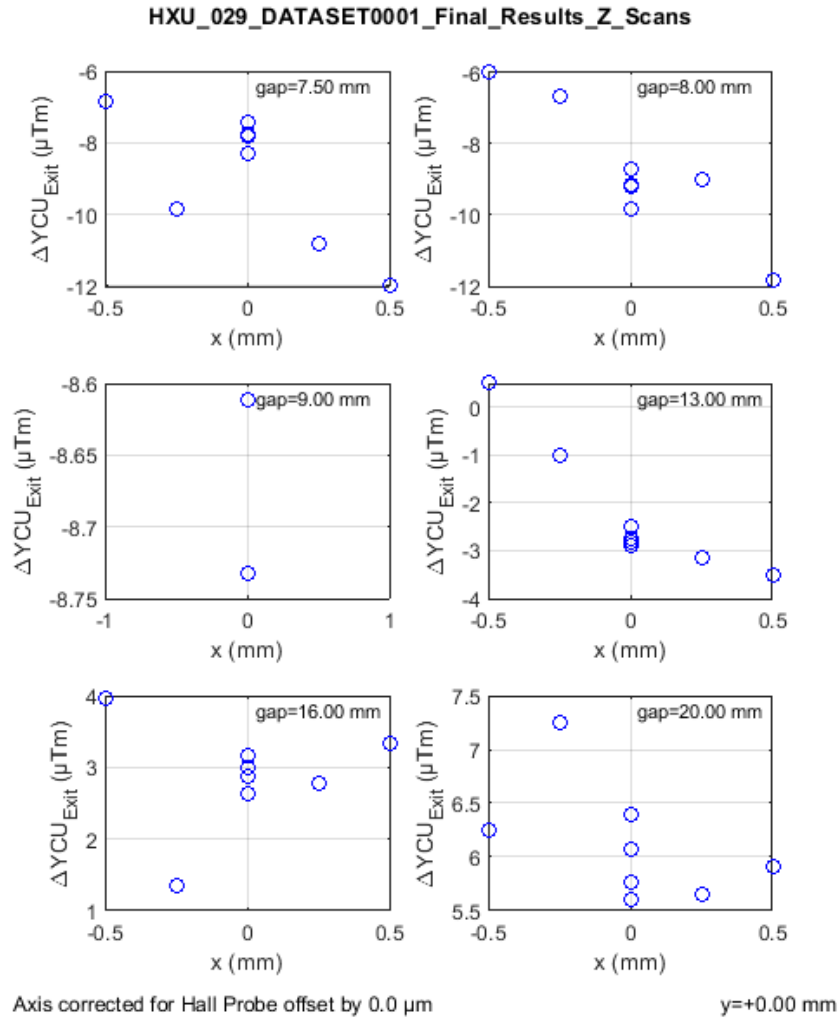 HXU_029_DATASET0001_Final_Results_Z_Scans
-6
-8
-10
-12
ΔYCU_Exit (µTm)
gap=7.50 mm
-0.5 0 0.5
x (mm)
-6
-7
-8
-9
-10
-11
-12
ΔYCU_Exit (µTm)
gap=8.00 mm
-0.5 0 0.5
x (mm)
-8.6
-8.65
-8.7
-8.75
ΔYCU_Exit (µTm)
gap=9.00 mm
-1 0 1
x (mm)
0
-1
-2
-3
-4
ΔYCU_Exit (µTm)
gap=13.00 mm
-0.5 0 0.5
x (mm)
4
3
2
1
ΔYCU_Exit (µTm)
gap=16.00 mm
-0.5 0 0.5
x (mm)
7.5
7
6.5
6
5.5
ΔYCU_Exit (µTm)
gap=20.00 mm
-0.5 0 0.5
x (mm)
Axis corrected for Hall Probe offset by 0.0 µm
y=+0.00 mm